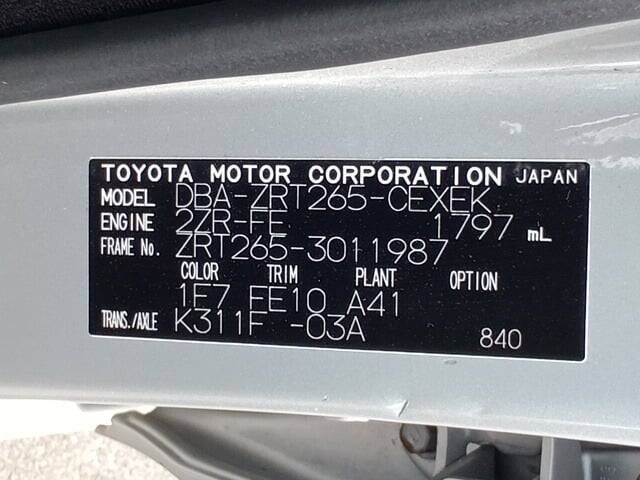 TOYOTA MOTOR CORPORATION JAPAN
MODEL DBA-ZRT265-CEXEK
ENGINE 2ZR-FE 1797 mL
FRAME No. ZRT265-3011987
COLOR TRIM PLANT OPTION
1F7 FE10 A41
TRANS./AXLE K311F -03A 840